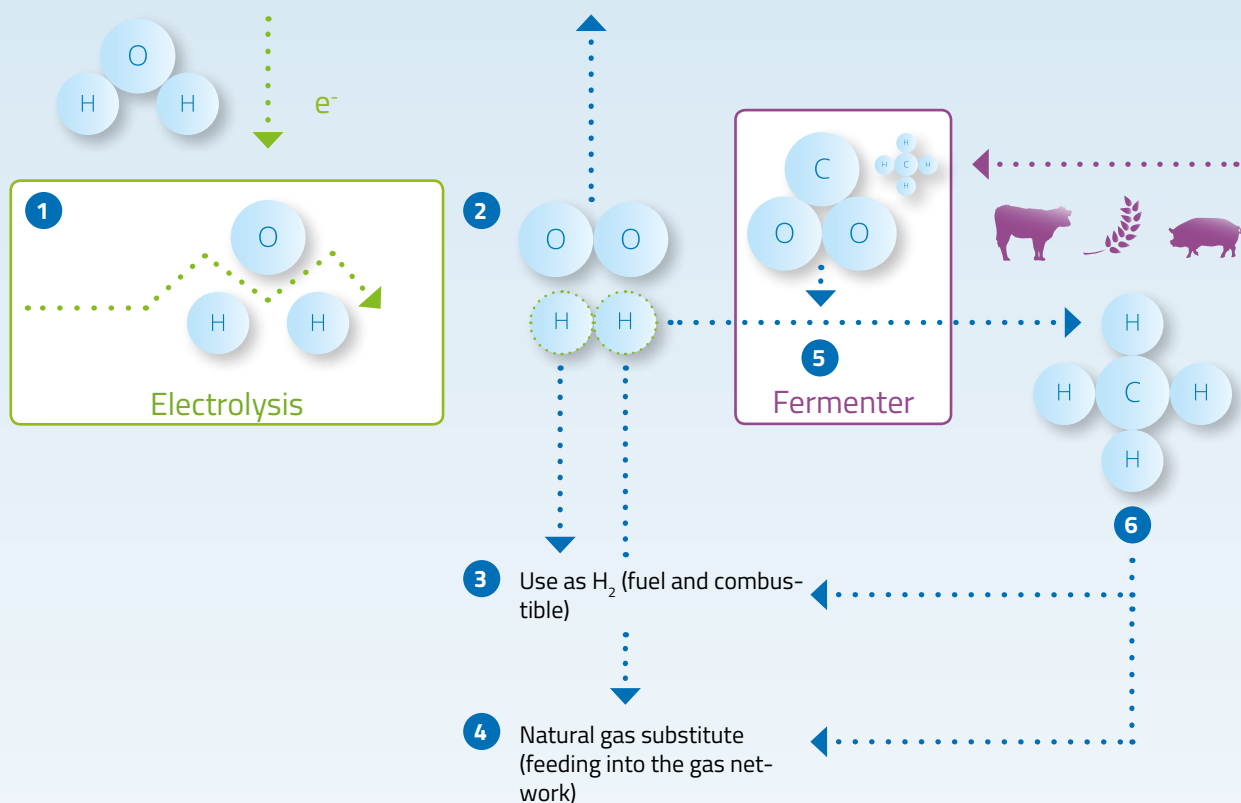 O
H H
e-
1
O
H H
Electrolysis
2
O O
H H
C
O O
H
H C H
H
5
Fermenter
H
H C H
H
6
3 Use as H₂ (fuel and combus-
tible)
4 Natural gas substitute
(feeding into the gas net-
work)